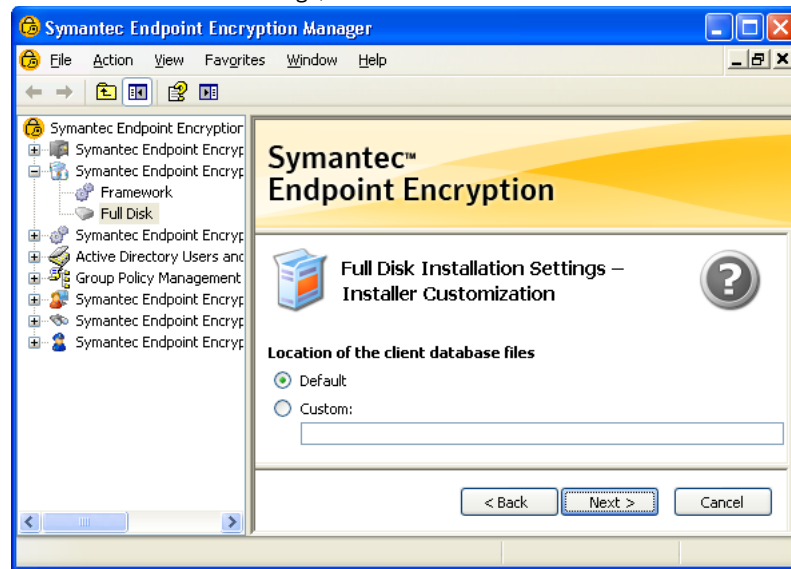 Symantec Endpoint Encryption Manager
File Action View Favorites Window Help
Symantec Endpoint Encryption
Symantec Endpoint Encryp
Symantec Endpoint Encryp
Framework
Full Disk
Symantec Endpoint Encryp
Active Directory Users and
Group Policy Management
Symantec Endpoint Encryp
Symantec Endpoint Encryp
Symantec Endpoint Encryp
Symantec™
Endpoint Encryption
Full Disk Installation Settings –
Installer Customization
Location of the client database files
Default
Custom:
< Back Next > Cancel